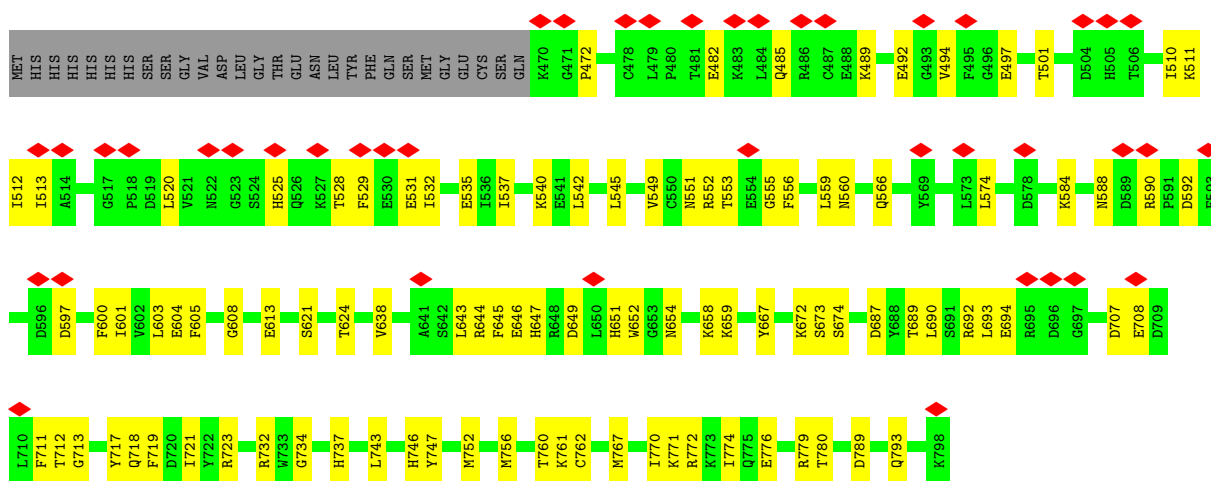 MET HIS HIS HIS HIS HIS HIS SER SER GLY VAL ASP LEU GLY THR GLU ASN LEU TYR PHE GLN SER MET GLY GLU CYS SER GLN K470 G471 P472 C478 L479 P480 T481 E482 K483 L484 Q485 R486 C487 E488 K489 E492 G493 V494 F495 G496 E497 T501 D504 H505 T506 I510 K511
I512 I513 A514 G517 P518 D519 L520 V521 N522 G523 S524 H525 Q526 K527 T528 F529 E530 E531 I532 E535 I536 I537 K540 E541 L542 L545 V549 C550 N551 R552 T553 E554 G555 F556 L559 N560 Q566 Y569 L573 L574 D578 K584 N588 D589 R590 P591 D592
D596 D597 F600 I601 V602 L603 E604 F605 G608 E613 S621 T624 V638 A641 S642 L643 R644 F645 E646 H647 R648 D649 L650 H651 W652 G653 N654 K658 K659 Y667 K672 S673 S674 D687 Y688 T689 L690 S691 R692 L693 E694 R695 D696 G697 D707 E708 D709
L710 F711 T712 G713 Y717 Q718 F719 D720 I721 Y722 R723 R732 W733 G734 H737 L743 H746 Y747 M752 M756 T760 K761 C762 M767 I770 K771 R772 K773 I774 Q775 E776 R779 T780 D789 Q793 K798